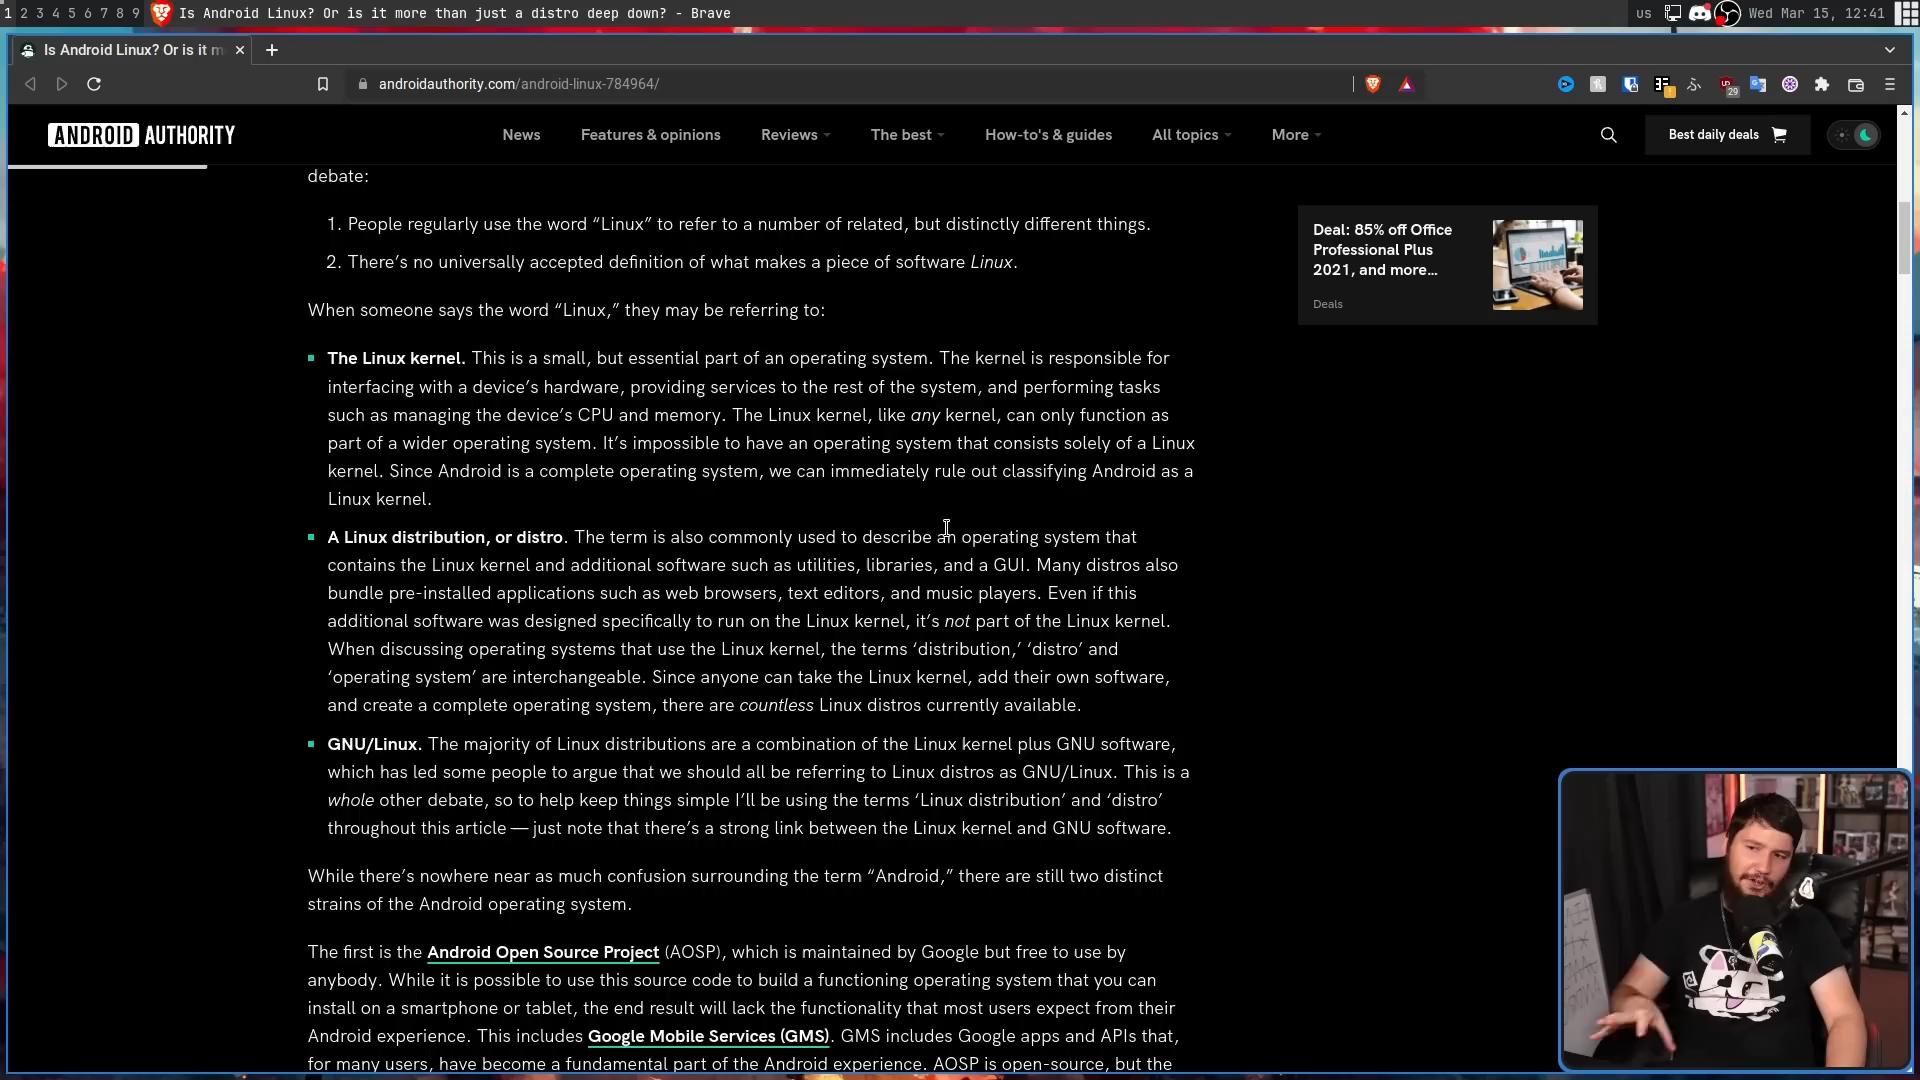 1 2 3 4 5 6 7 8 9 Is Android Linux? Or is it more than just a distro deep down? - Brave
us Wed Mar 15, 12:41
Is Android Linux? Or is it m
androidauthority.com/android-linux-784964/
29
ANDROID AUTHORITY
News Features & opinions Reviews The best How-to's & guides All topics More
Best daily deals
debate:
1. People regularly use the word “Linux” to refer to a number of related, but distinctly different things.
2. There’s no universally accepted definition of what makes a piece of software Linux.
When someone says the word “Linux,” they may be referring to:
The Linux kernel. This is a small, but essential part of an operating system. The kernel is responsible for
interfacing with a device’s hardware, providing services to the rest of the system, and performing tasks
such as managing the device’s CPU and memory. The Linux kernel, like any kernel, can only function as
part of a wider operating system. It’s impossible to have an operating system that consists solely of a Linux
kernel. Since Android is a complete operating system, we can immediately rule out classifying Android as a
Linux kernel.
A Linux distribution, or distro. The term is also commonly used to describe an operating system that
contains the Linux kernel and additional software such as utilities, libraries, and a GUI. Many distros also
bundle pre-installed applications such as web browsers, text editors, and music players. Even if this
additional software was designed specifically to run on the Linux kernel, it’s not part of the Linux kernel.
When discussing operating systems that use the Linux kernel, the terms ‘distribution,’ ‘distro’ and
‘operating system’ are interchangeable. Since anyone can take the Linux kernel, add their own software,
and create a complete operating system, there are countless Linux distros currently available.
GNU/Linux. The majority of Linux distributions are a combination of the Linux kernel plus GNU software,
which has led some people to argue that we should all be referring to Linux distros as GNU/Linux. This is a
whole other debate, so to help keep things simple I’ll be using the terms ‘Linux distribution’ and ‘distro’
throughout this article — just note that there’s a strong link between the Linux kernel and GNU software.
While there’s nowhere near as much confusion surrounding the term “Android,” there are still two distinct
strains of the Android operating system.
The first is the Android Open Source Project (AOSP), which is maintained by Google but free to use by
anybody. While it is possible to use this source code to build a functioning operating system that you can
install on a smartphone or tablet, the end result will lack the functionality that most users expect from their
Android experience. This includes Google Mobile Services (GMS). GMS includes Google apps and APIs that,
for many users, have become a fundamental part of the Android experience. AOSP is open-source, but the
Deal: 85% off Office
Professional Plus
2021, and more...
Deals